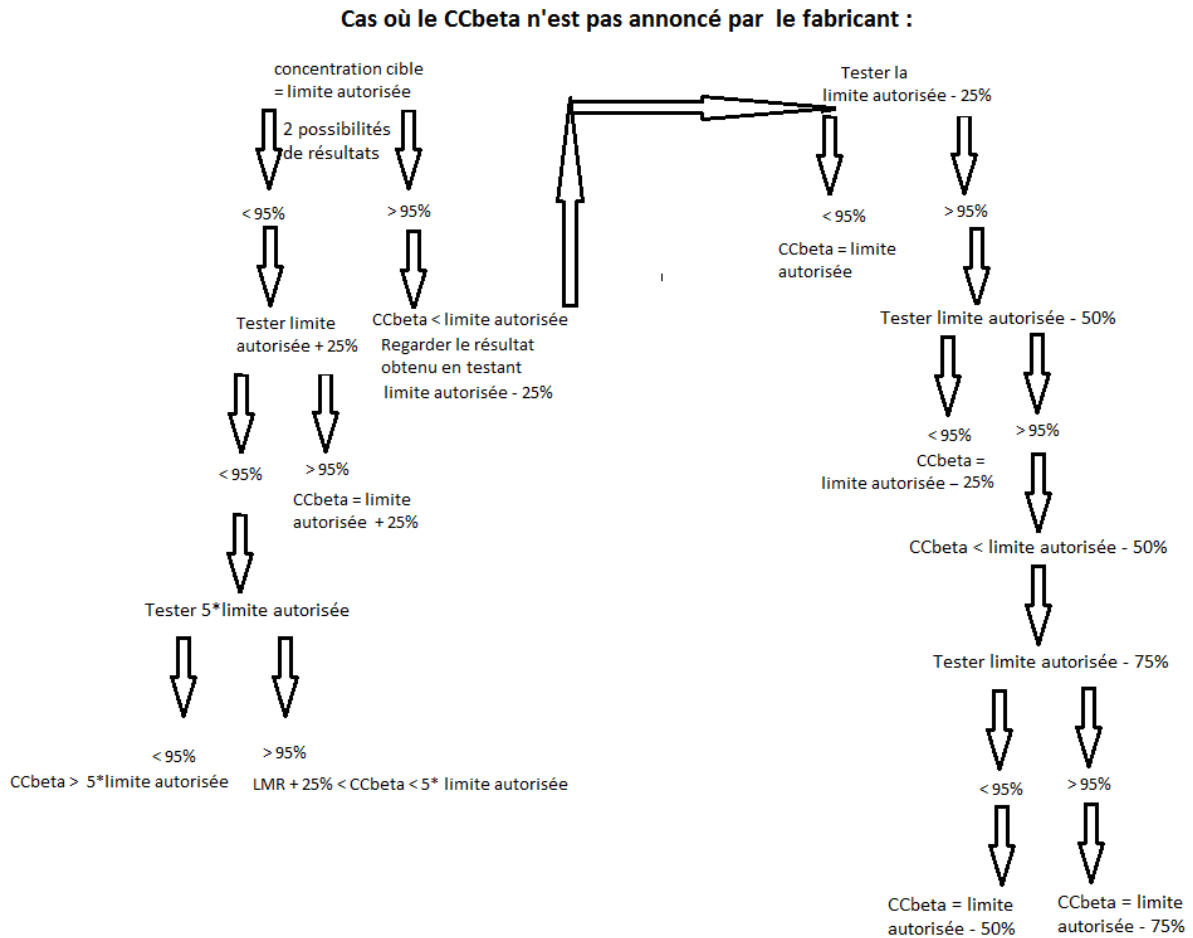 Cas où le CCbeta n'est pas annoncé par le fabricant :
concentration cible
= limite autorisée
2 possibilités
de résultats
< 95%
> 95%
Tester limite
autorisée + 25%
CCbeta < limite autorisée
Regarder le résultat
obtenu en testant
limite autorisée - 25%
< 95%
> 95%
CCbeta = limite
autorisée + 25%
Tester 5*limite autorisée
< 95%
> 95%
CCbeta > 5*limite autorisée
LMR + 25% < CCbeta < 5* limite autorisée
Tester la
limite autorisée - 25%
< 95%
> 95%
CCbeta = limite
autorisée
Tester limite autorisée - 50%
< 95%
> 95%
CCbeta =
limite autorisée – 25%
CCbeta < limite autorisée - 50%
Tester limite autorisée - 75%
< 95%
> 95%
CCbeta = limite
autorisée - 50%
CCbeta = limite
autorisée - 75%